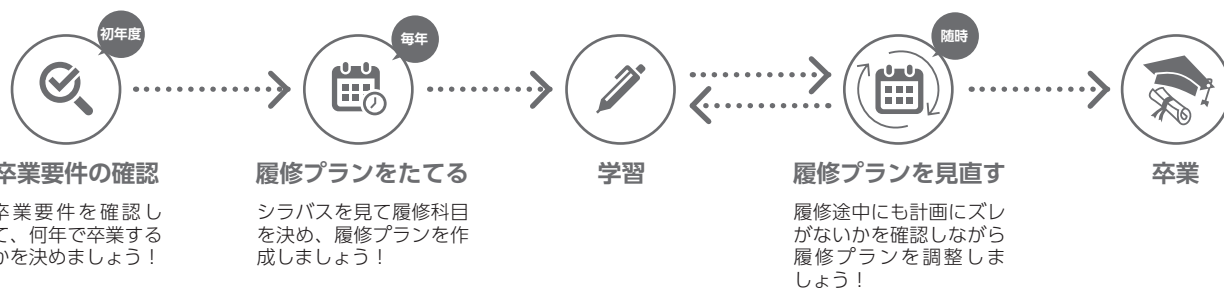 初年度
毎年
随時
卒業要件の確認
履修プランをたてる
学習
履修プランを見直す
卒業
卒業要件を確認し
て、何年で卒業する
かを決めましょう！
シラバスを見て履修科目
を決め、履修プランを作
成しましょう！
履修途中にも計画にズレ
がないかを確認しながら
履修プランを調整しま
しょう！